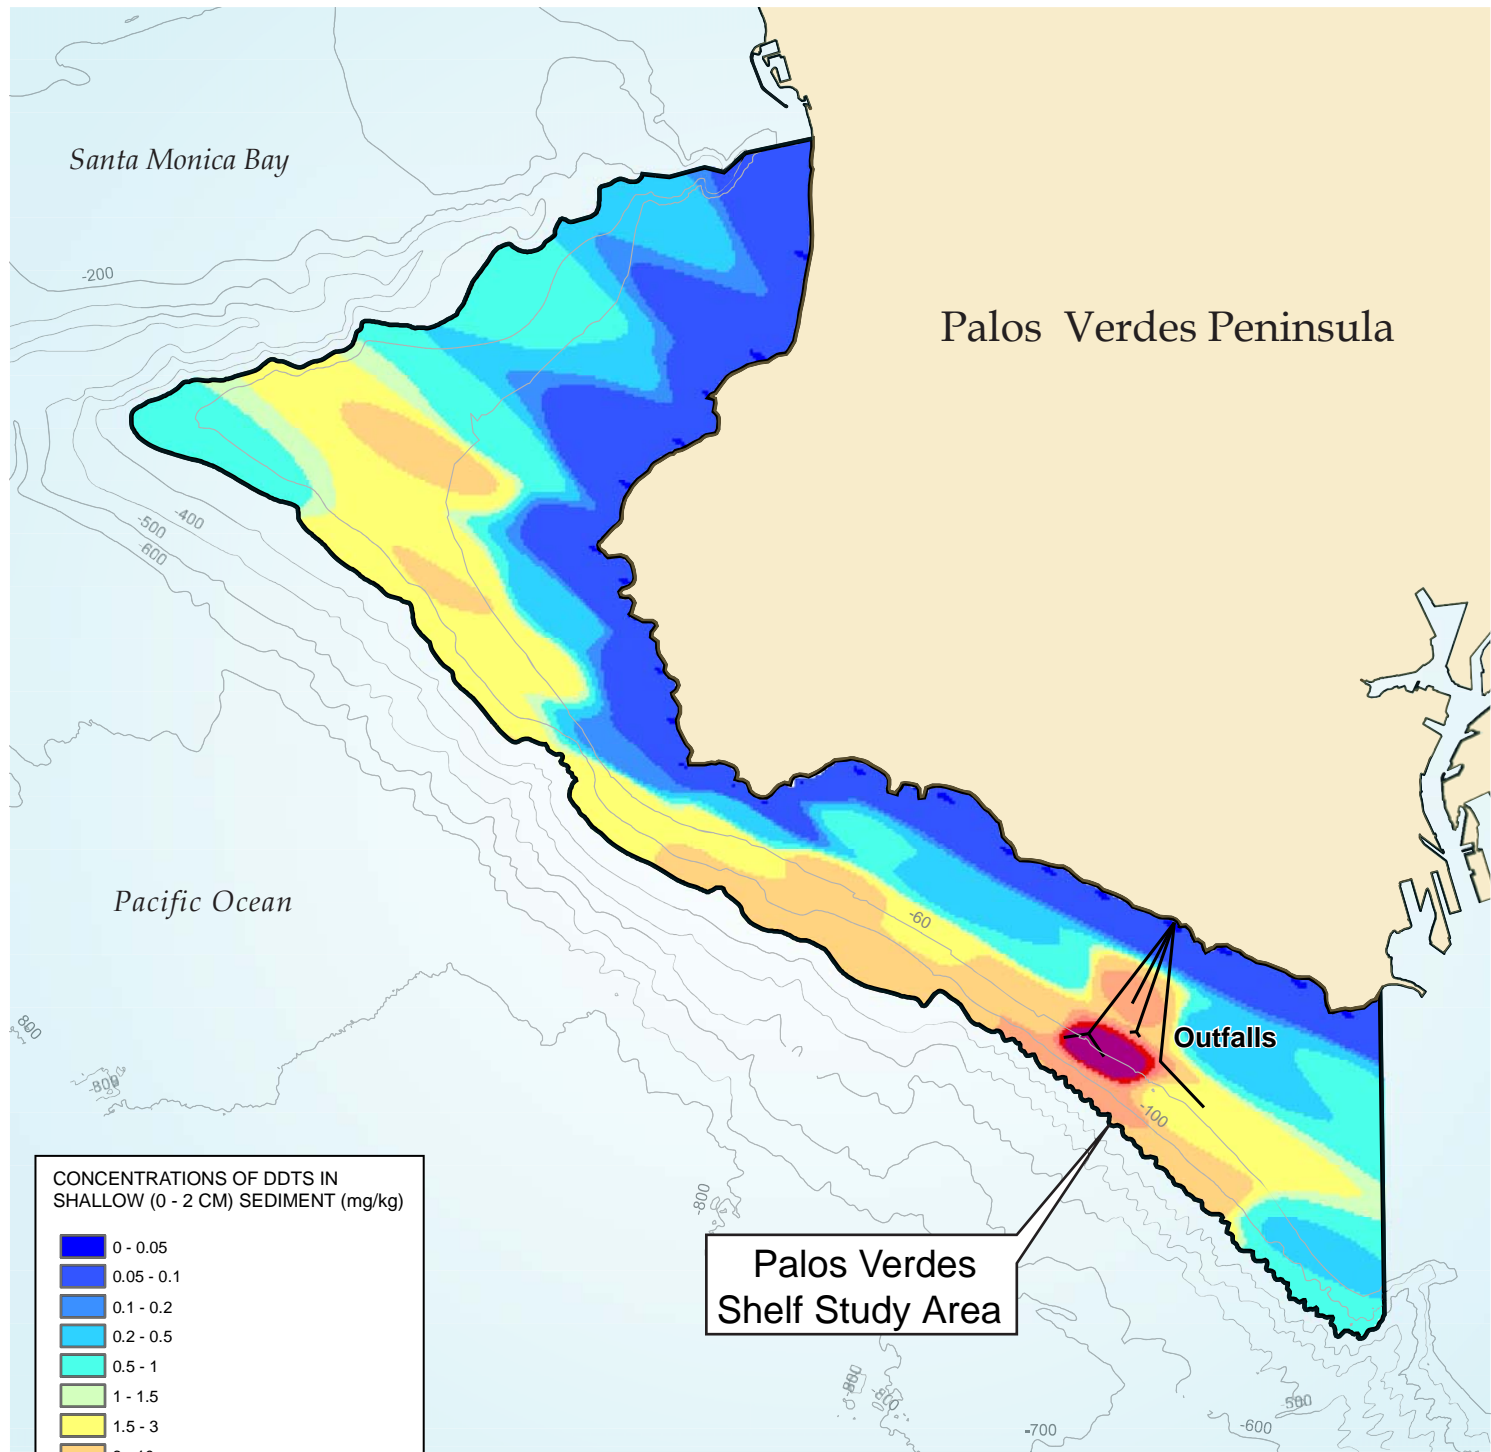 Santa Monica Bay
-200
Palos Verdes Peninsula
-400
-500
-600
Pacific Ocean
-60
800
-800
Outfalls
-100
CONCENTRATIONS OF DDTS IN
SHALLOW (0 - 2 CM) SEDIMENT (mg/kg)
0 - 0.05
0.05 - 0.1
0.1 - 0.2
0.2 - 0.5
0.5 - 1
1 - 1.5
1.5 - 3
-800
Palos Verdes
Shelf Study Area
-800
-800
-500
-600
-700